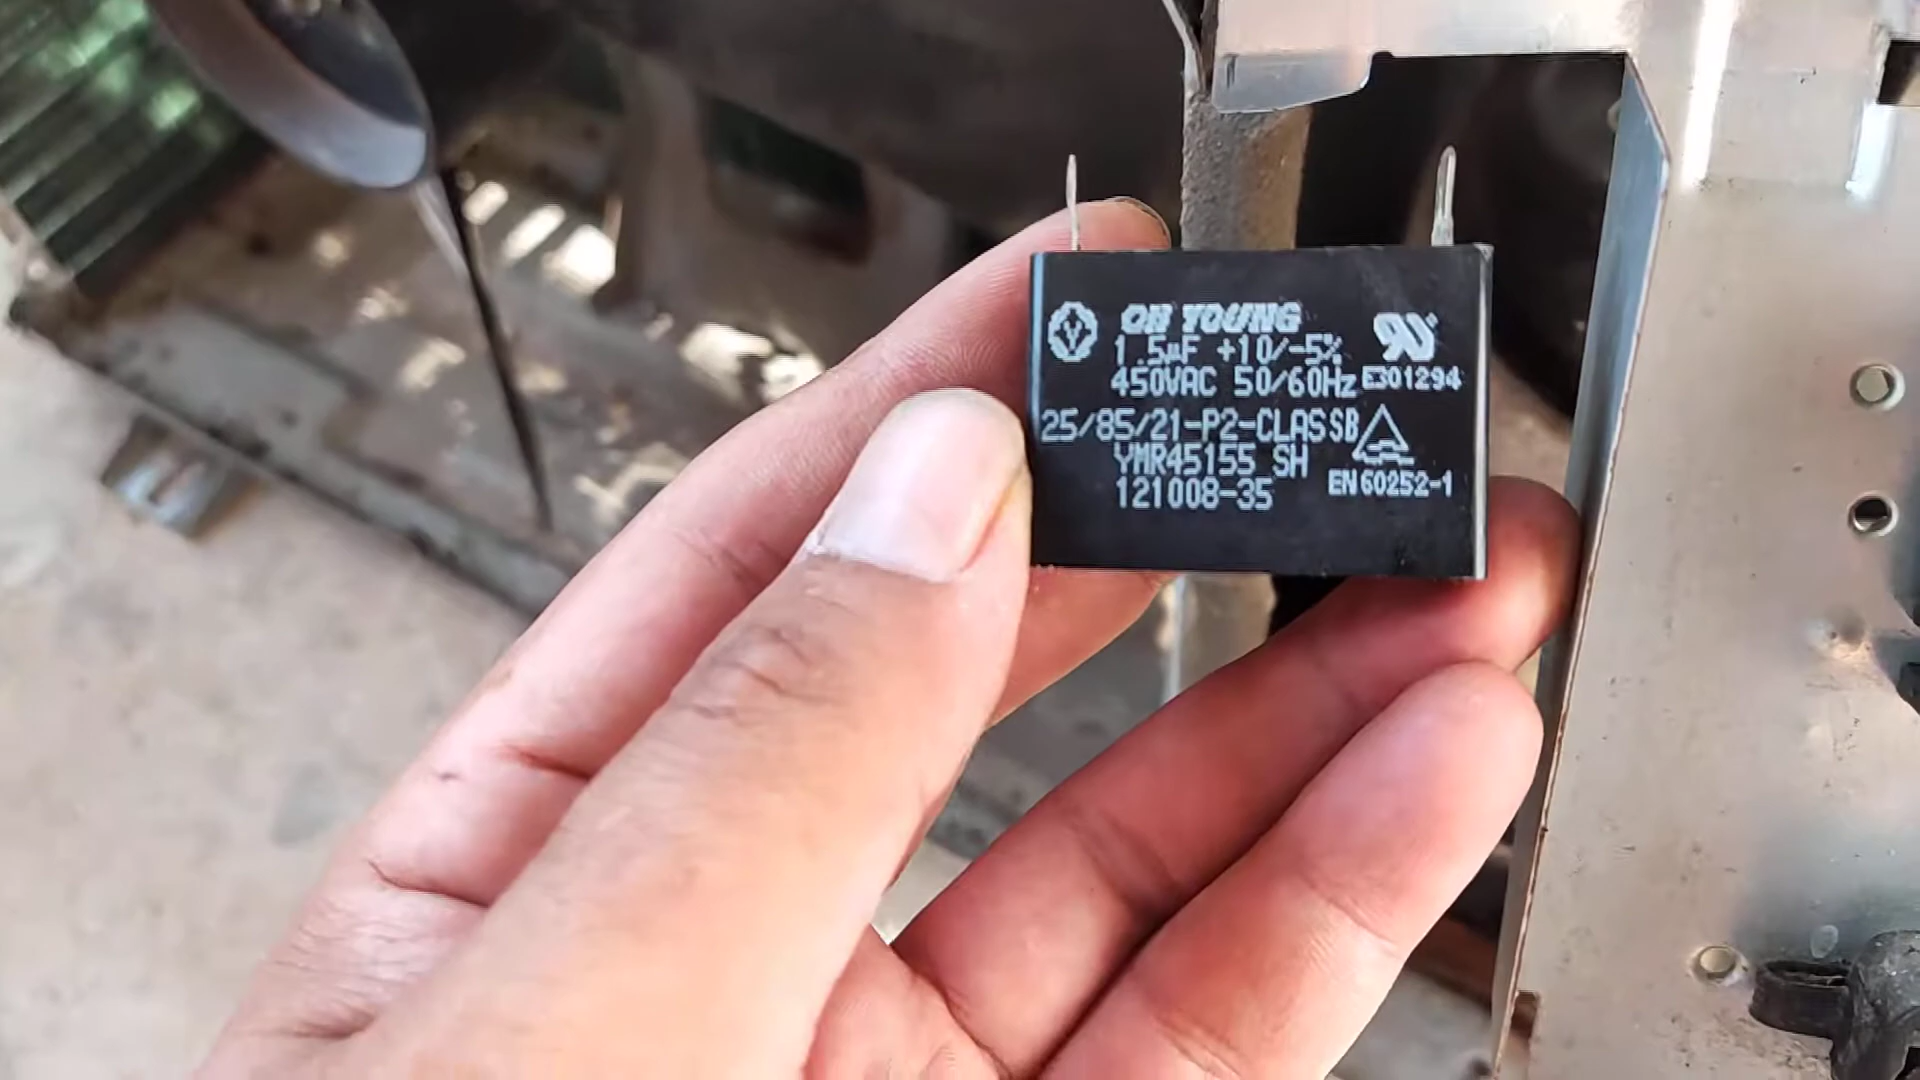 ON YOUNG
1.5µF +10/-5%
450VAC 50/60Hz E301294
25/85/21-P2-CLASSB
YMR45155 SH
121008-35 EN60252-1